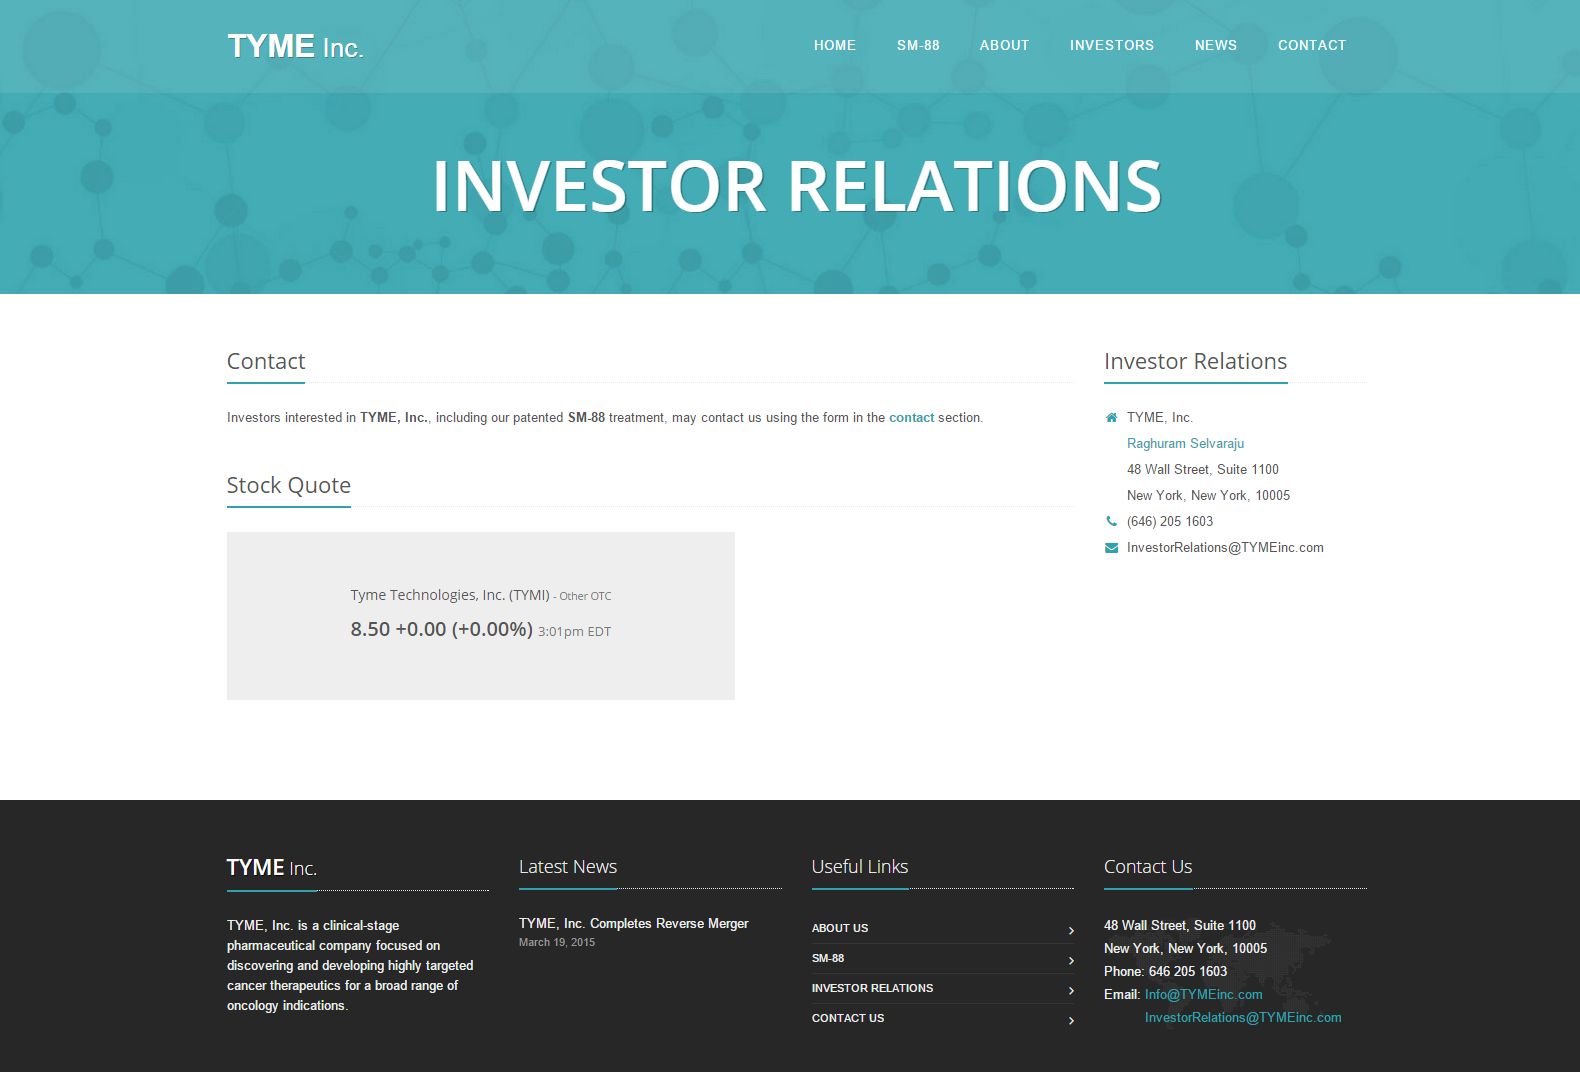 TYME Inc.
HOME SM-88 ABOUT INVESTORS NEWS CONTACT
INVESTOR RELATIONS
Contact
Investors interested in TYME, Inc., including our patented SM-88 treatment, may contact us using the form in the contact section.
Stock Quote
Tyme Technologies, Inc. (TYMI) - Other OTC
8.50 +0.00 (+0.00%) 3:01pm EDT
Investor Relations
TYME, Inc.
Raghuram Selvaraju
48 Wall Street, Suite 1100
New York, New York, 10005
(646) 205 1603
InvestorRelations@TYMEinc.com
TYME Inc.
TYME, Inc. is a clinical-stage
pharmaceutical company focused on
discovering and developing highly targeted
cancer therapeutics for a broad range of
oncology indications.
Latest News
TYME, Inc. Completes Reverse Merger
March 19, 2015
Useful Links
ABOUT US
SM-88
INVESTOR RELATIONS
CONTACT US
Contact Us
48 Wall Street, Suite 1100
New York, New York, 10005
Phone: 646 205 1603
Email: Info@TYMEinc.com
InvestorRelations@TYMEinc.com